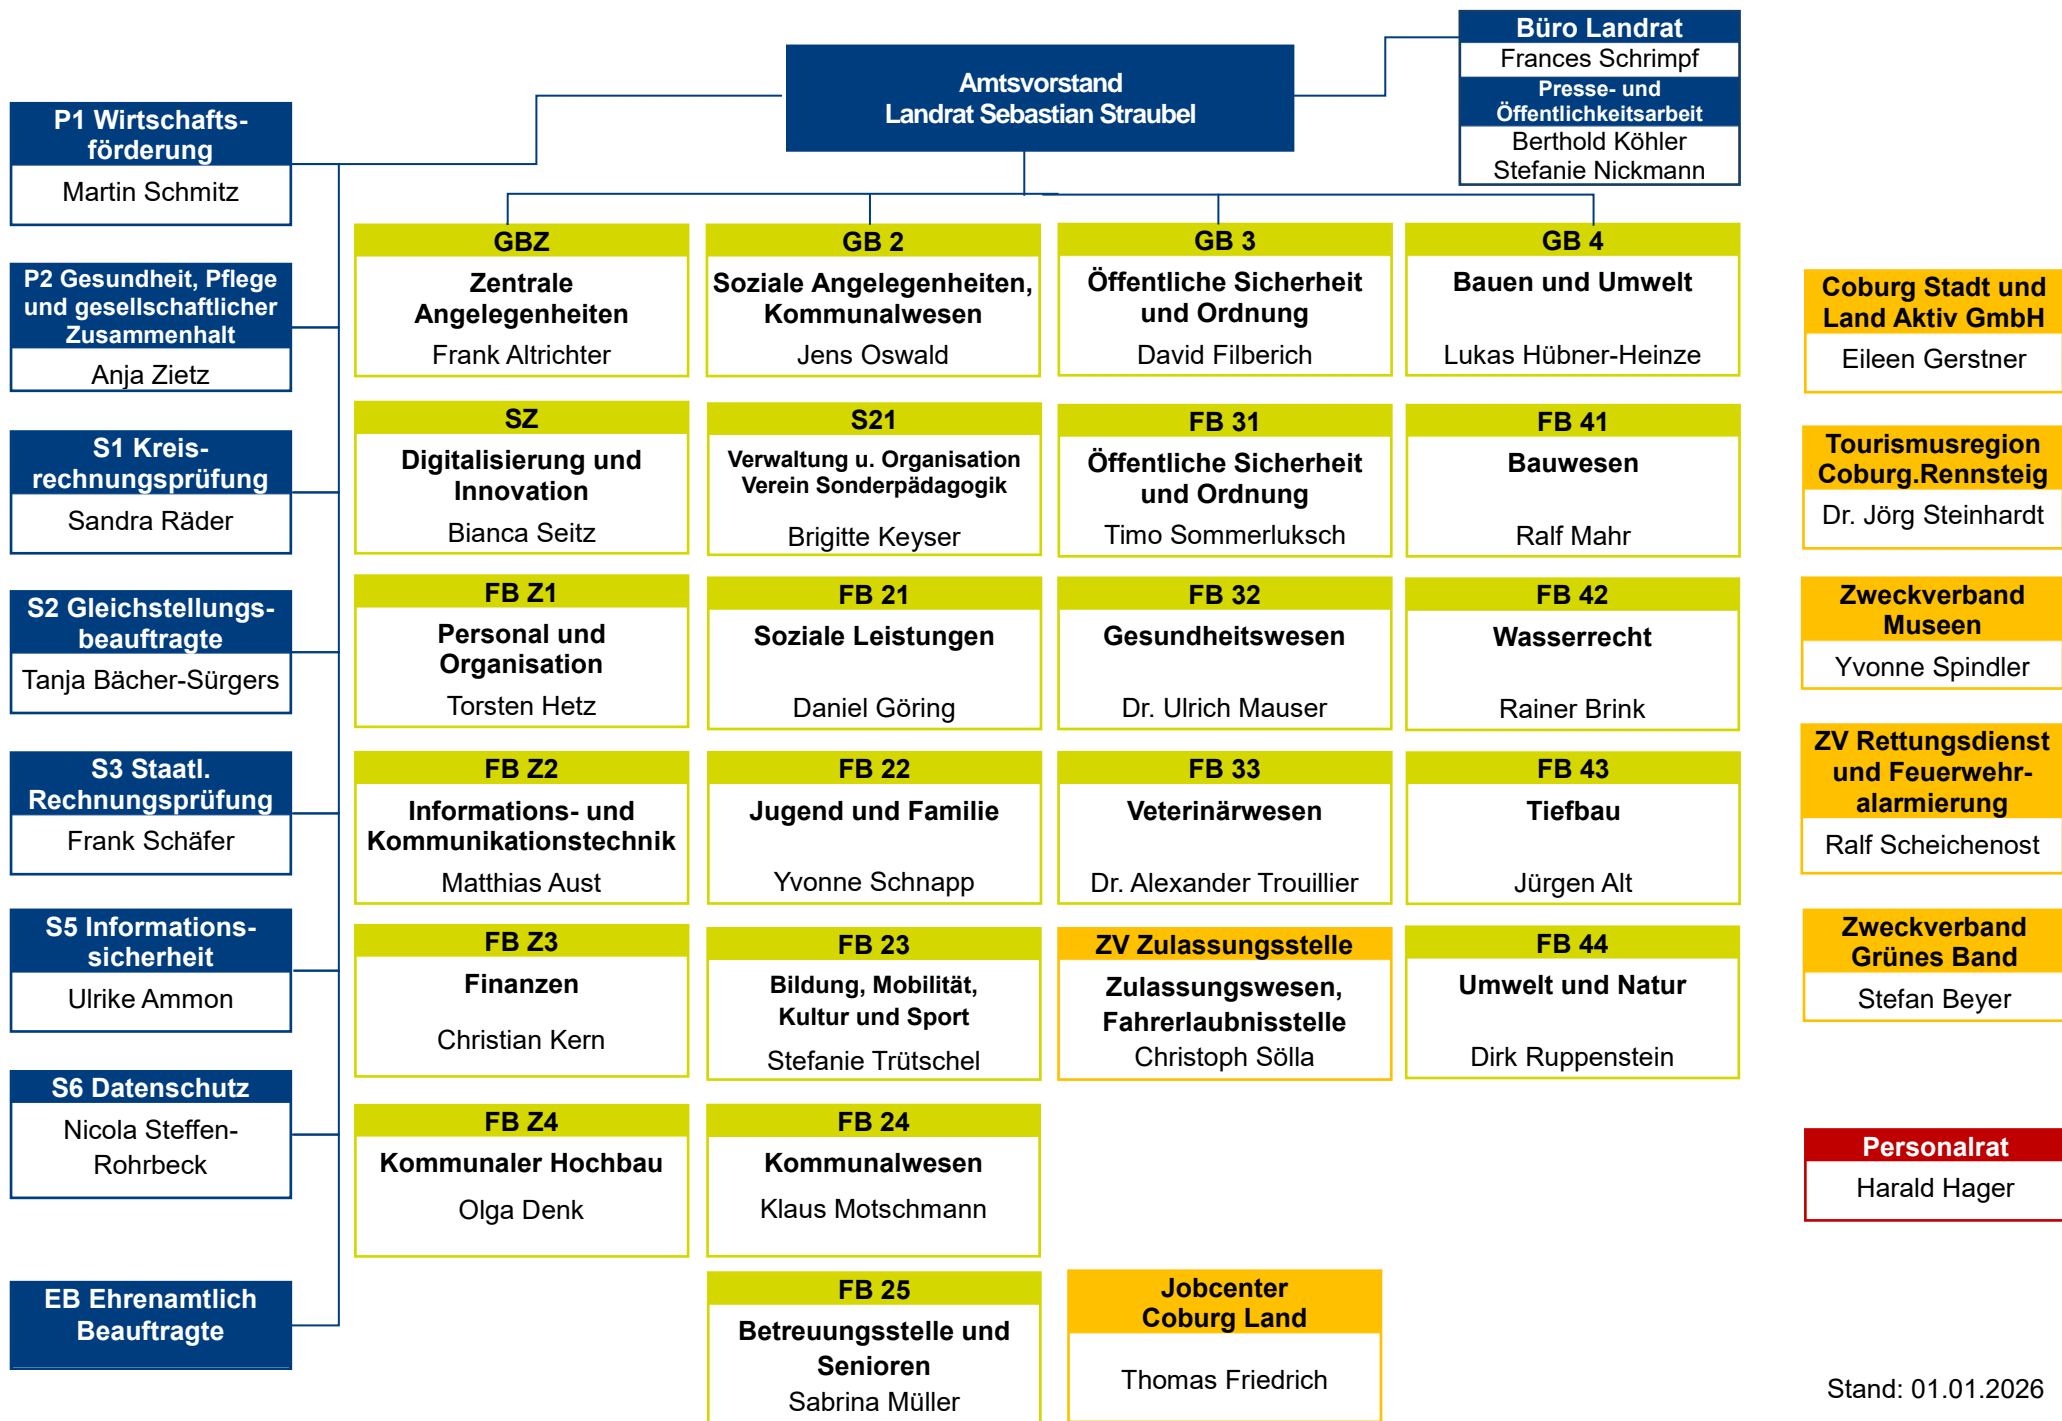 Büro Landrat
Frances Schrimpf
Presse- und
Öffentlichkeitsarbeit
Berthold Köhler
Stefanie Nickmann
Amtsvorstand
Landrat Sebastian Straubel
P1 Wirtschafts-
förderung
Martin Schmitz
P2 Gesundheit, Pflege
und gesellschaftlicher
Zusammenhalt
Anja Zietz
S1 Kreis-
rechnungsprüfung
Sandra Räder
S2 Gleichstellungs-
beauftragte
Tanja Bächer-Sürgers
S3 Staatl.
Rechnungsprüfung
Frank Schäfer
S5 Informations-
sicherheit
Ulrike Ammon
S6 Datenschutz
Nicola Steffen-
Rohrbeck
EB Ehrenamtlich
Beauftragte
GBZ
Zentrale
Angelegenheiten
Frank Altrichter
SZ
Digitalisierung und
Innovation
Bianca Seitz
FB Z1
Personal und
Organisation
Torsten Hetz
FB Z2
Informations- und
Kommunikationstechnik
Matthias Aust
FB Z3
Finanzen
Christian Kern
FB Z4
Kommunaler Hochbau
Olga Denk
GB 2
Soziale Angelegenheiten,
Kommunalwesen
Jens Oswald
S21
Verwaltung u. Organisation
Verein Sonderpädagogik
Brigitte Keyser
FB 21
Soziale Leistungen
Daniel Göring
FB 22
Jugend und Familie
Yvonne Schnapp
FB 23
Bildung, Mobilität,
Kultur und Sport
Stefanie Trütschel
FB 24
Kommunalwesen
Klaus Motschmann
FB 25
Betreuungsstelle und
Senioren
Sabrina Müller
GB 3
Öffentliche Sicherheit
und Ordnung
David Filberich
FB 31
Öffentliche Sicherheit
und Ordnung
Timo Sommerluksch
FB 32
Gesundheitswesen
Dr. Ulrich Mauser
FB 33
Veterinärwesen
Dr. Alexander Trouillier
ZV Zulassungsstelle
Zulassungswesen,
Fahrerlaubnisstelle
Christoph Sölla
Jobcenter
Coburg Land
Thomas Friedrich
GB 4
Bauen und Umwelt
Lukas Hübner-Heinze
FB 41
Bauwesen
Ralf Mahr
FB 42
Wasserrecht
Rainer Brink
FB 43
Tiefbau
Jürgen Alt
FB 44
Umwelt und Natur
Dirk Ruppenstein
Coburg Stadt und
Land Aktiv GmbH
Eileen Gerstner
Tourismusregion
Coburg.Rennsteig
Dr. Jörg Steinhardt
Zweckverband
Museen
Yvonne Spindler
ZV Rettungsdienst
und Feuerwehr-
alarmierung
Ralf Scheichenost
Zweckverband
Grünes Band
Stefan Beyer
Personalrat
Harald Hager
Stand: 01.01.2026